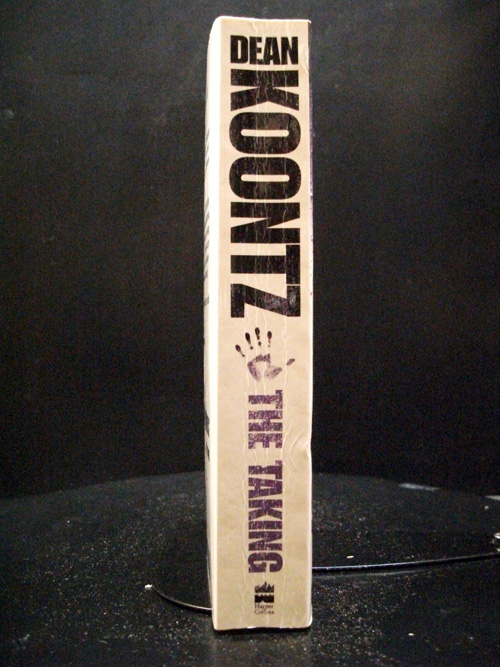 DEAN
KOONTZ
THE TAKING
Harper
Collins